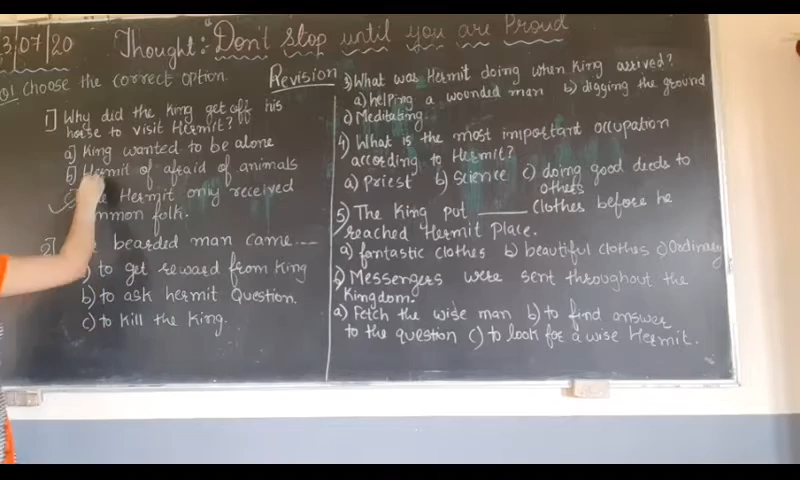 3/07/20 Thought:- "Don't stop until you are Proud
Q1 Choose the correct option. Revision
1] Why did the King get off his
horse to visit Hermit?
a] King wanted to be alone
b] Hermit of afraid of animals
c] Hermit only received
mmon folk.
2] bearded man came ----
to get reward from King
b) to ask hermit Question.
c) to kill the King.
3) What was Hermit doing when King arrived?
a) helping a wounded man b) digging the ground
c) Meditating.
4) What is the most important occupation
according to Hermit?
a) Priest b) Science c) doing good deeds to
others
5) The King put ____ clothes before he
reached Hermit Place.
a) fantastic clothes b) beautiful clothes c) Ordinary
Messengers were sent throughout the
Kingdom.
a) Fetch the wise man b) to find answer
to the question c) to look for a wise Hermit.